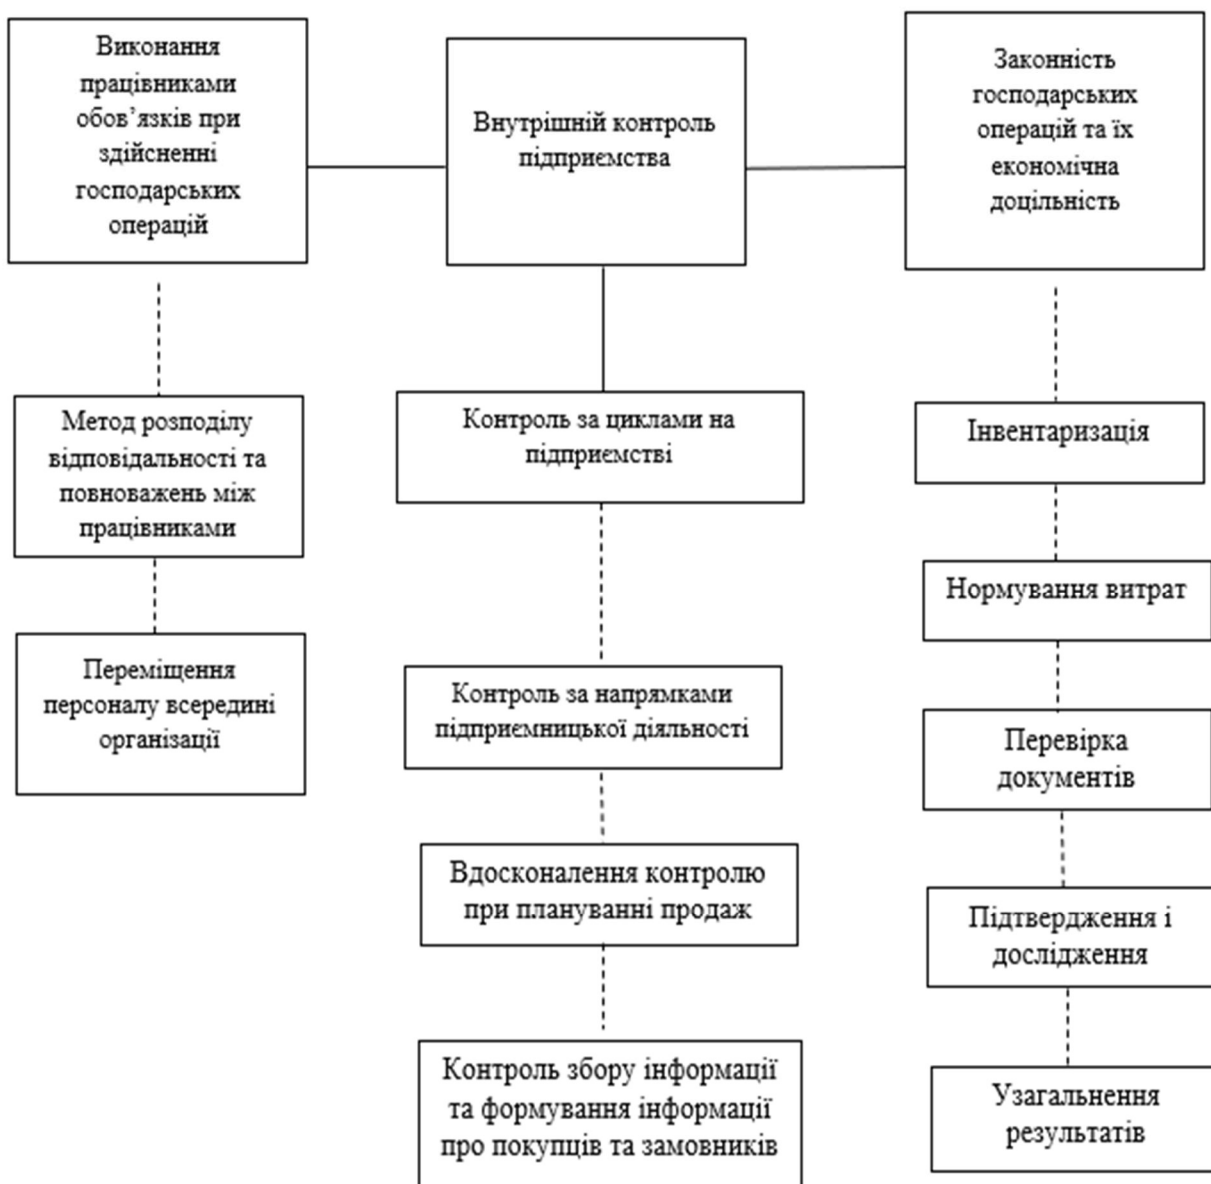 Виконання
працівниками
обов’язків при
здійсненні
господарських
операцій
Внутрішній контроль
підприємства
Законність
господарських
операцій та їх
економічна
доцільність
Метод розподілу
відповідальності та
повноважень між
працівниками
Переміщення
персоналу всередині
організації
Контроль за циклами на
підприємстві
Контроль за напрямками
підприємницької діяльності
Вдосконалення контролю
при плануванні продаж
Контроль збору інформації
та формування інформації
про покупців та замовників
Інвентаризація
Нормування витрат
Перевірка
документів
Підтвердження і
дослідження
Узагальнення
результатів